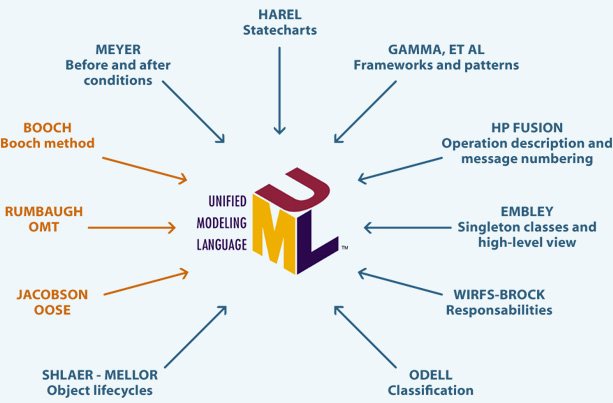 HAREL
Statecharts
MEYER
Before and after
conditions
GAMMA, ET AL
Frameworks and patterns
BOOCH
Booch method
HP FUSION
Operation description and
message numbering
RUMBAUGH
OMT
UNIFIED
MODELING
LANGUAGE
UML
™
EMBLEY
Singleton classes and
high-level view
JACOBSON
OOSE
WIRFS-BROCK
Responsabilities
SHLAER - MELLOR
Object lifecycles
ODELL
Classification